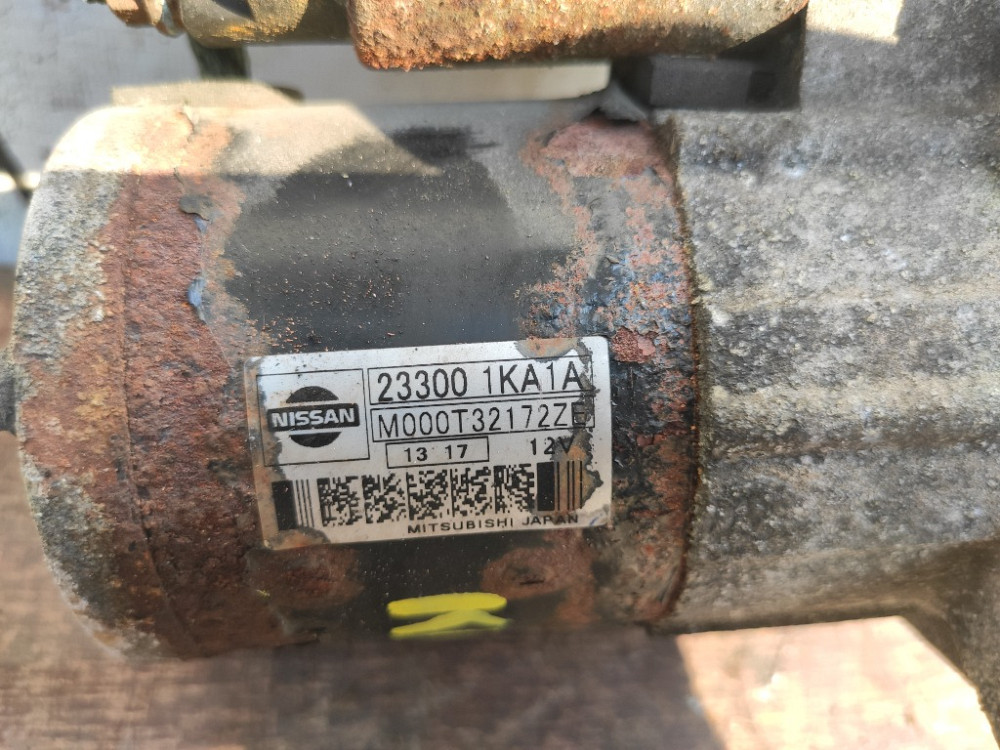 NISSAN
23300 1KA1A
M000T32172ZE
13 17 12V
MITSUBISHI JAPAN
K